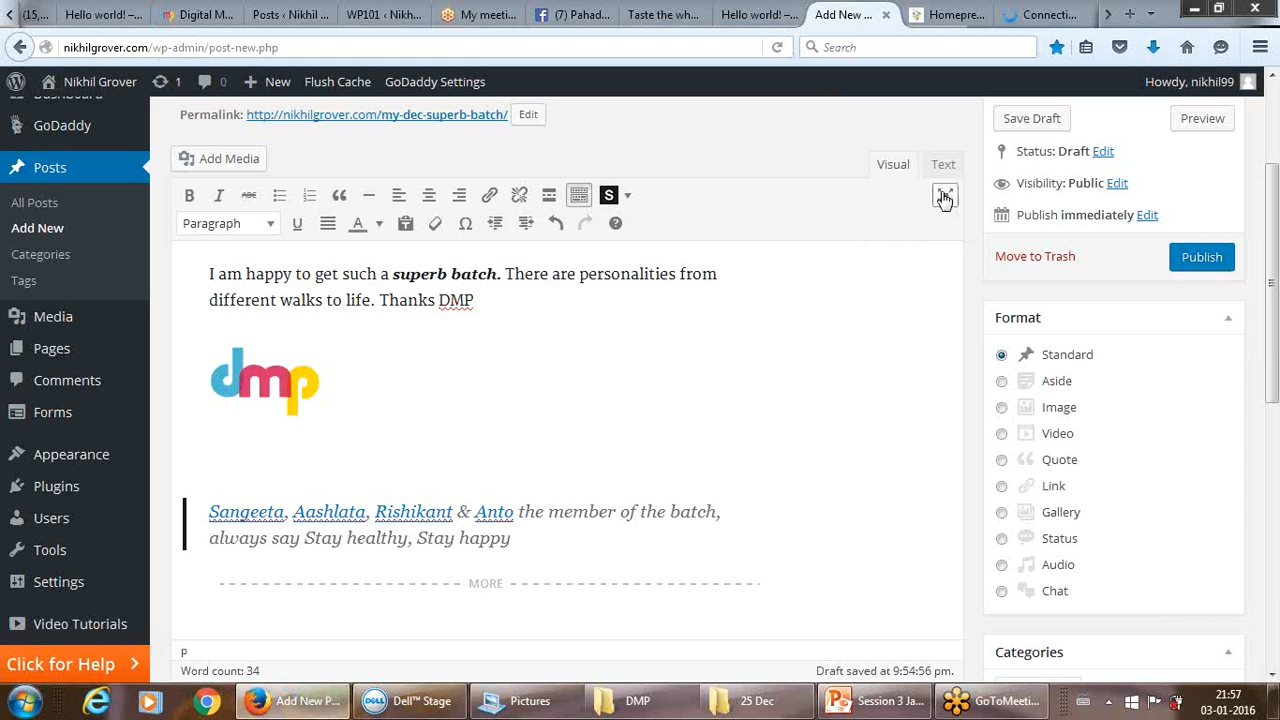 (15,
Hello world! –...
Digital M...
Posts ‹ Nikhil ...
WP101 ‹ Nikh...
My meeti...
(7) Pahad...
Taste the wh...
Hello world! –...
Add New ...
Homepre...
Connecti...
nikhilgrover.com/wp-admin/post-new.php
Search
Nikhil Grover
1
0
New
Flush Cache
GoDaddy Settings
Howdy, nikhil99
Dashboard
GoDaddy
Posts
All Posts
Add New
Categories
Tags
Media
Pages
Comments
Forms
Appearance
Plugins
Users
Tools
Settings
Video Tutorials
Click for Help
Permalink: http://nikhilgrover.com/my-dec-superb-batch/ Edit
Add Media
Visual
Text
B I ABC
S
Paragraph
U A
I am happy to get such a superb batch. There are personalities from
different walks to life. Thanks DMP
dmp
Sangeeta, Aashlata, Rishikant & Anto the member of the batch,
always say Stay healthy, Stay happy
MORE
p
Word count: 34
Draft saved at 9:54:56 pm.
Save Draft
Preview
Status: Draft Edit
Visibility: Public Edit
Publish immediately Edit
Move to Trash
Publish
Format
Standard
Aside
Image
Video
Quote
Link
Gallery
Status
Audio
Chat
Categories
Add New P...
Dell™ Stage
Pictures
DMP
25 Dec
Session 3 Ja...
GoToMeeti...
21:57
03-01-2016